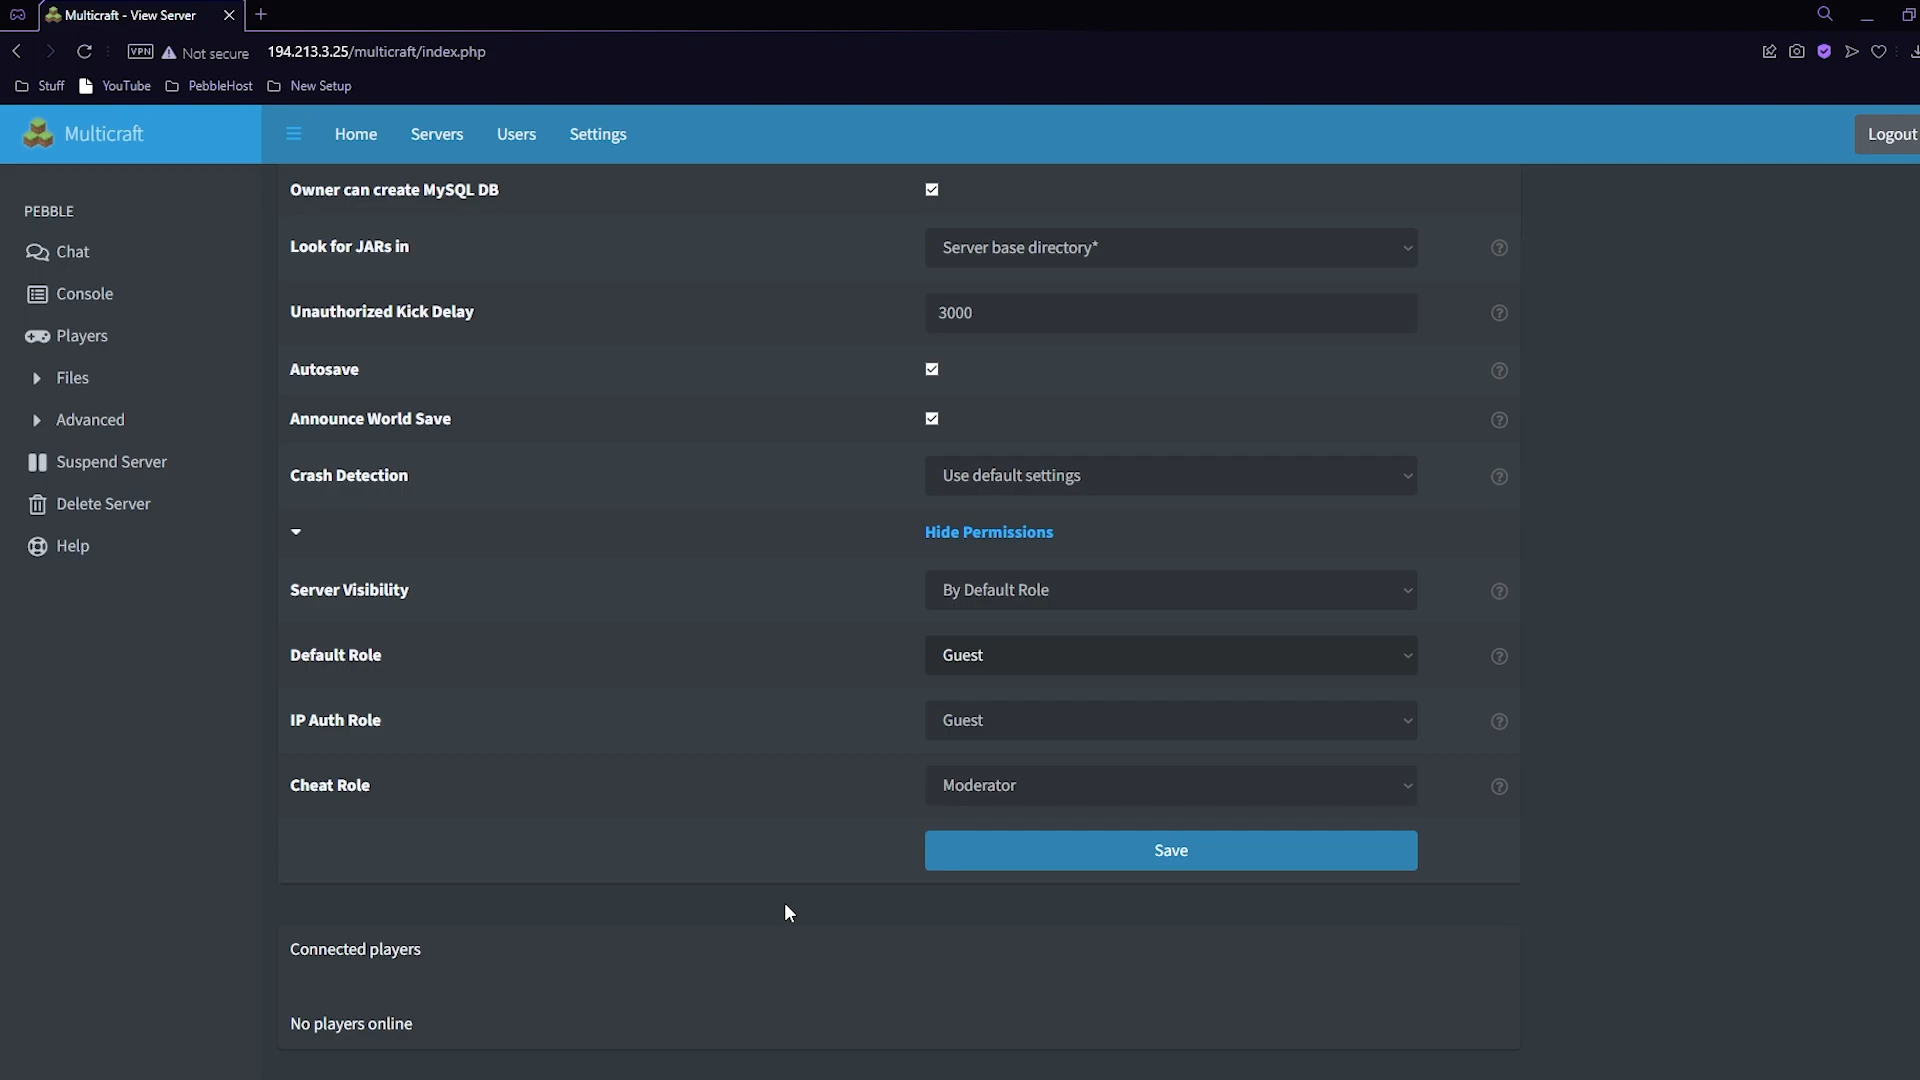 Multicraft - View Server
VPN Not secure 194.213.3.25/multicraft/index.php
Stuff YouTube PebbleHost New Setup
Multicraft Home Servers Users Settings Logout
PEBBLE
Chat
Console
Players
Files
Advanced
Suspend Server
Delete Server
Help
Owner can create MySQL DB
Look for JARs in Server base directory*
Unauthorized Kick Delay 3000
Autosave
Announce World Save
Crash Detection Use default settings
Hide Permissions
Server Visibility By Default Role
Default Role Guest
IP Auth Role Guest
Cheat Role Moderator
Save
Connected players
No players online